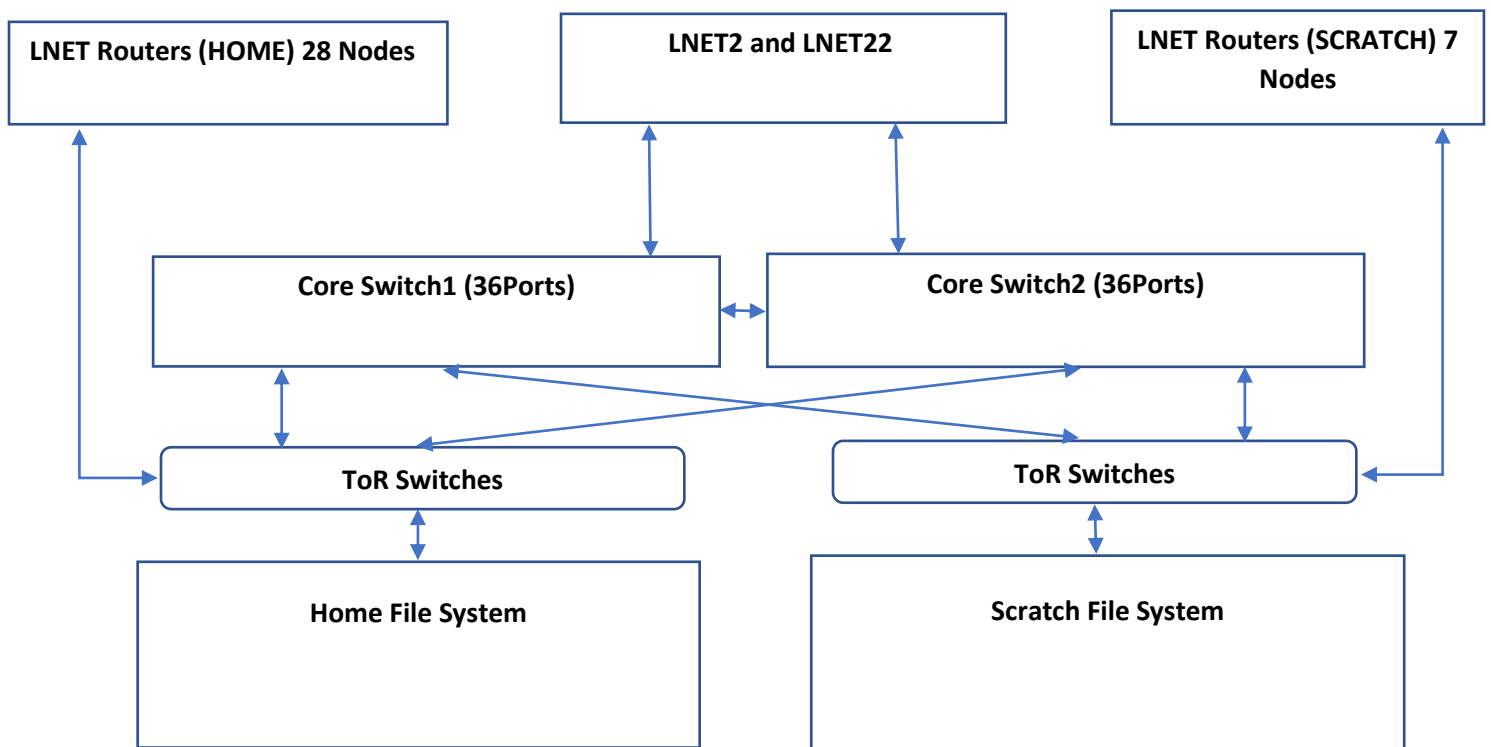 LNET Routers (HOME) 28 Nodes
LNET2 and LNET22
LNET Routers (SCRATCH) 7
Nodes
Core Switch1 (36Ports)
Core Switch2 (36Ports)
ToR Switches
ToR Switches
Home File System
Scratch File System